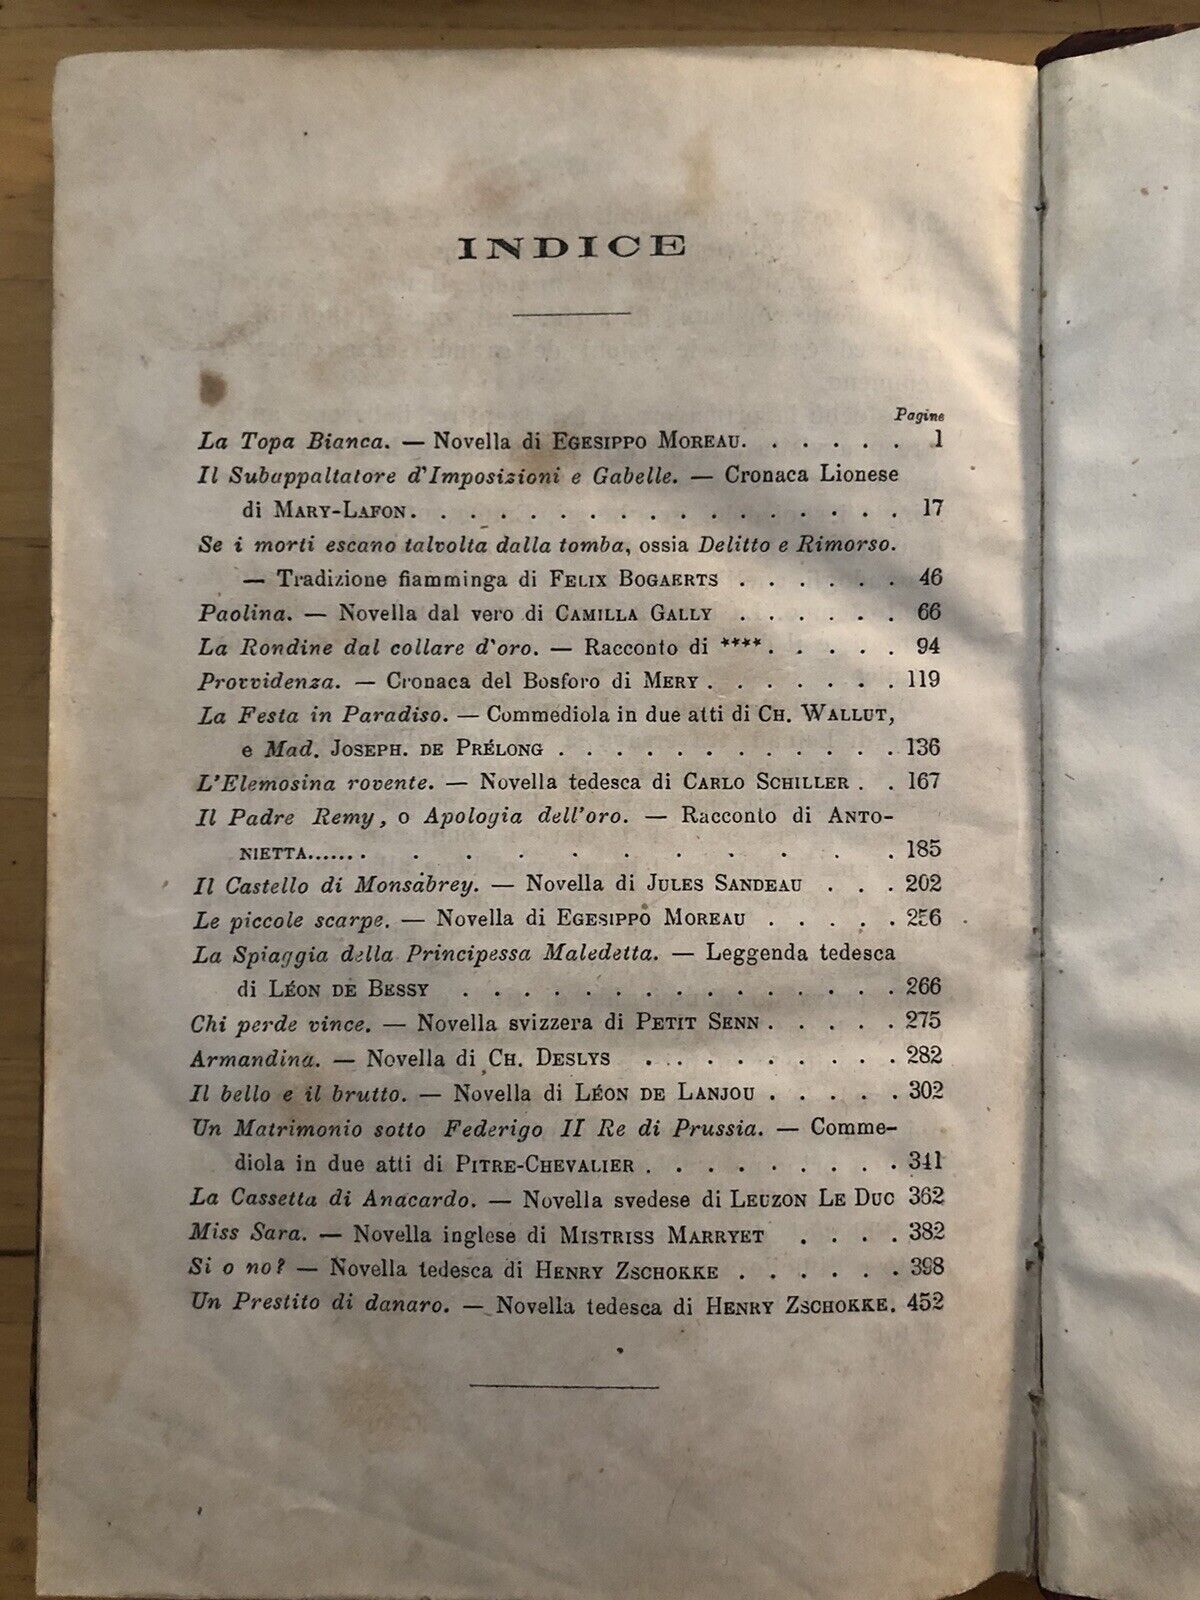 INDICE
Pagine
La Topa Bianca. — Novella di EGESIPPO MOREAU. . . . . . 1
Il Subappaltatore d'Imposizioni e Gabelle. — Cronaca Lionese
di MARY-LAFON. . . . . . . . . . . . . . . . . . 17
Se i morti escano talvolta dalla tomba, ossia Delitto e Rimorso.
— Tradizione fiamminga di FELIX BOGAERTS . . . . . . 46
Paolina. — Novella dal vero di CAMILLA GALLY . . . . . . 66
La Rondine dal collare d'oro. — Racconto di ****. . . . . 94
Provvidenza. — Cronaca del Bosforo di MERY . . . . . . . 119
La Festa in Paradiso. — Commediola in due atti di CH. WALLUT,
e Mad. JOSEPH. DE PRÉLONG . . . . . . . . . . . . 136
L'Elemosina rovente. — Novella tedesca di CARLO SCHILLER . . 167
Il Padre Remy, o Apologia dell'oro. — Racconto di ANTO-
NIETTA...... . . . . . . . . . . . 185
Il Castello di Monsabrey. — Novella di JULES SANDEAU . . . 202
Le piccole scarpe. — Novella di EGESIPPO MOREAU . . . . . 256
La Spiaggia della Principessa Maledetta. — Leggenda tedesca
di LÉON DE BESSY . . . . . . . . . . . . . . . 266
Chi perde vince. — Novella svizzera di PETIT SENN . . . . . 275
Armandina. — Novella di CH. DESLYS . . . . . . . . . 282
Il bello e il brutto. — Novella di LÉON DE LANJOU . . . . . 302
Un Matrimonio sotto Federigo II Re di Prussia. — Comme-
diola in due atti di PITRE-CHEVALIER . . . . . . . . . 341
La Cassetta di Anacardo. — Novella svedese di LEUZON LE DUC 362
Miss Sara. — Novella inglese di MISTRISS MARRYET . . . . 382
Si o no? — Novella tedesca di HENRY ZSCHOKKE . . . . . . 398
Un Prestito di danaro. — Novella tedesca di HENRY ZSCHOKKE. 452